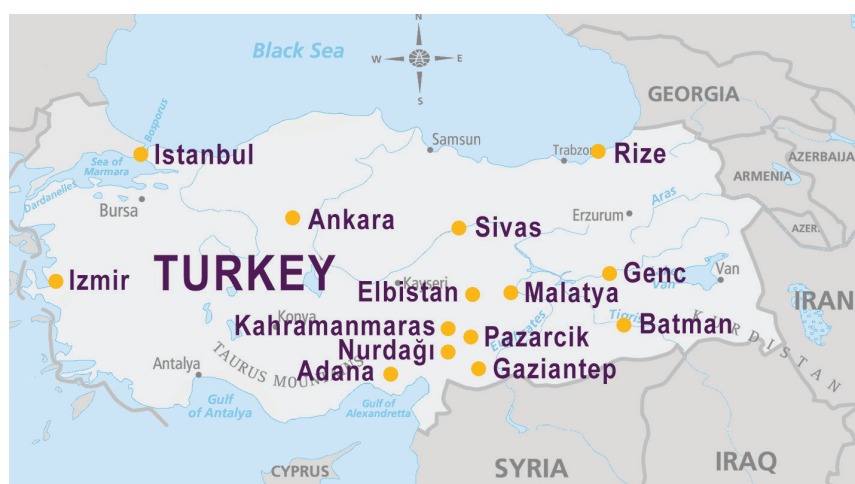 N
Black Sea
W
E
S
GEORGIA
Bosporus
Samsun
Istanbul
Trabzon
Rize
Sea of
Marmara
AZERBAIJA
ARMENIA
Dardanelles
Aras
Bursa
Ankara
Sivas
Erzurum
AZER.
Izmir
TURKEY
Kayseri
Genc
Van
Van
Elbistan
Malatya
IRAN
Konya
Kahramanmaras
Pazarcik
Euphrates
Tigris
Batman
KURDISTAN
Nurdağı
TAURUS MOUNTAINS
Antalya
Adana
Gaziantep
Gulf
of Antalya
Gulf of
Alexandretta
CYPRUS
SYRIA
IRAQ